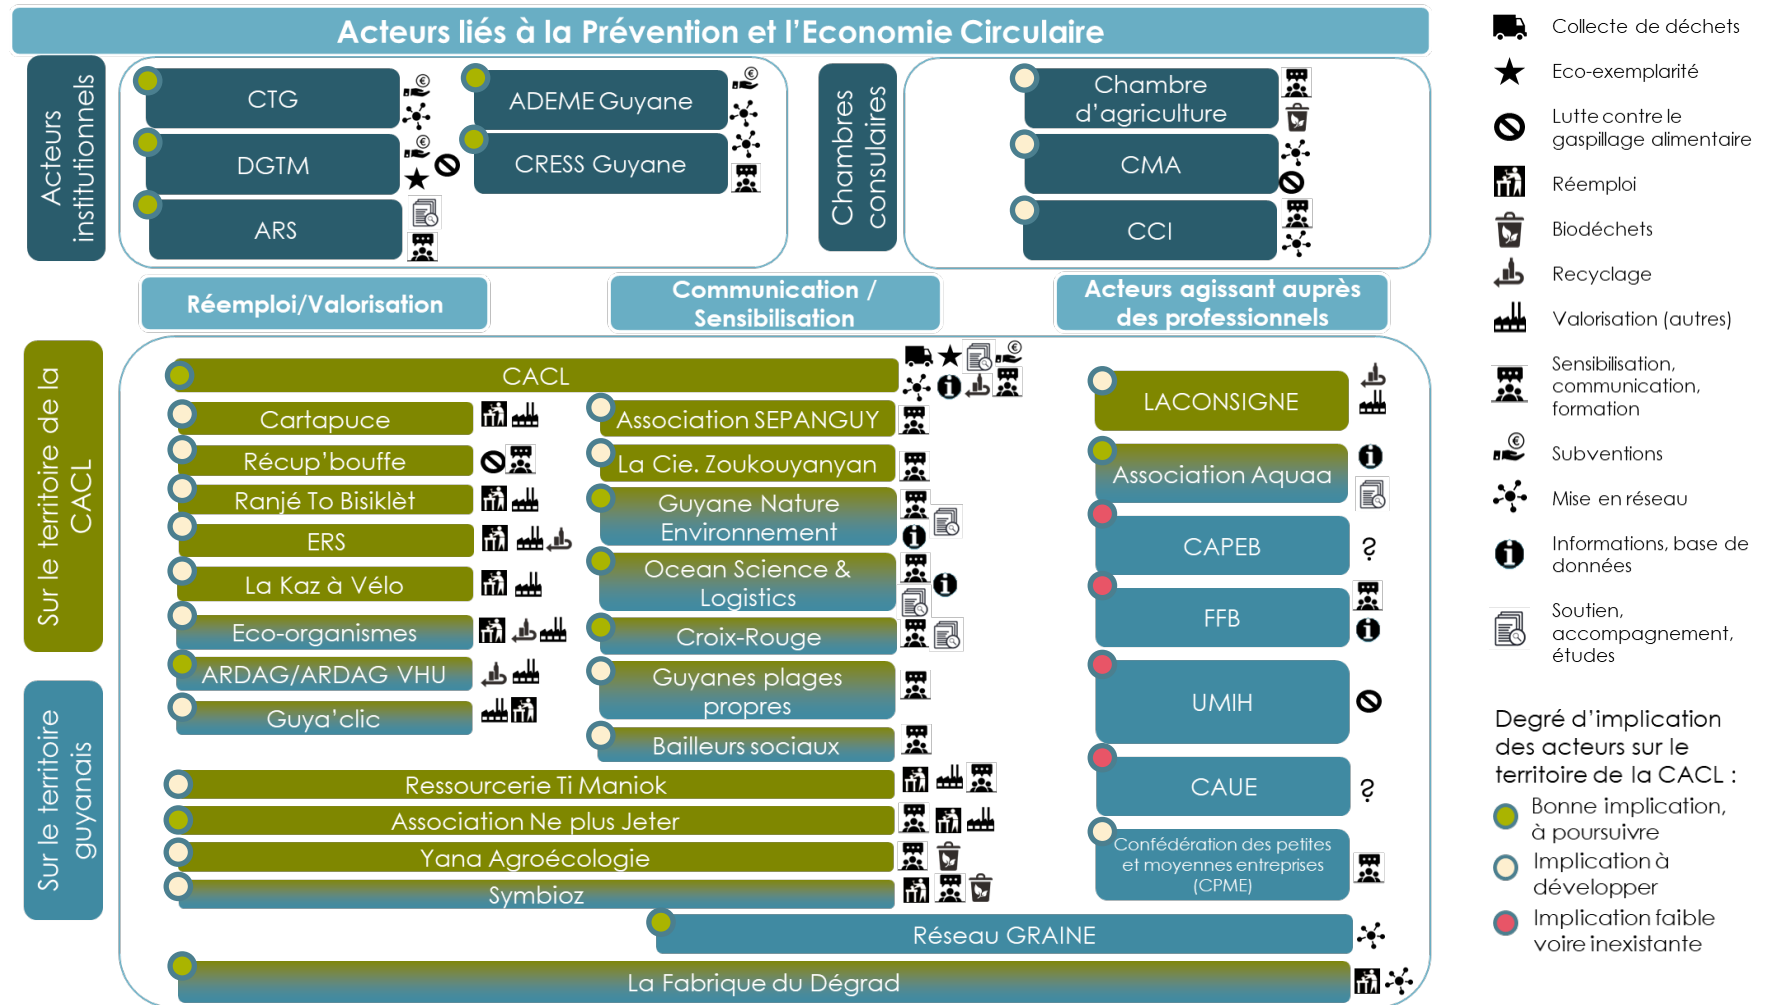 Acteurs liés à la Prévention et l'Economie Circulaire
Acteurs
institutionnels
CTG
DGTM
ARS
ADEME Guyane
CRESS Guyane
Chambres
consulaires
Chambre
d'agriculture
CMA
CCI
Réemploi/Valorisation
Communication /
Sensibilisation
Acteurs agissant auprès
des professionnels
Sur le territoire de la
CACL
Sur le territoire
guyanais
CACL
Cartapuce
Récup'bouffe
Ranjé To Bisiklèt
ERS
La Kaz à Vélo
Eco-organismes
ARDAG/ARDAG VHU
Guya'clic
Association SEPANGUY
La Cie. Zoukouyanyan
Guyane Nature
Environnement
Ocean Science &
Logistics
Croix-Rouge
Guyanes plages
propres
Bailleurs sociaux
Ressourcerie Ti Maniok
Association Ne plus Jeter
Yana Agroécologie
Symbioz
LACONSIGNE
Association Aquaa
CAPEB
?
FFB
UMIH
CAUE
?
Confédération des petites
et moyennes entreprises
(CPME)
Réseau GRAINE
La Fabrique du Dégrad
Collecte de déchets
Eco-exemplarité
Lutte contre le
gaspillage alimentaire
Réemploi
Biodéchets
Recyclage
Valorisation (autres)
Sensibilisation,
communication,
formation
Subventions
Mise en réseau
Informations, base de
données
Soutien,
accompagnement,
études
Degré d'implication
des acteurs sur le
territoire de la CACL :
Bonne implication,
à poursuivre
Implication à
développer
Implication faible
voire inexistante